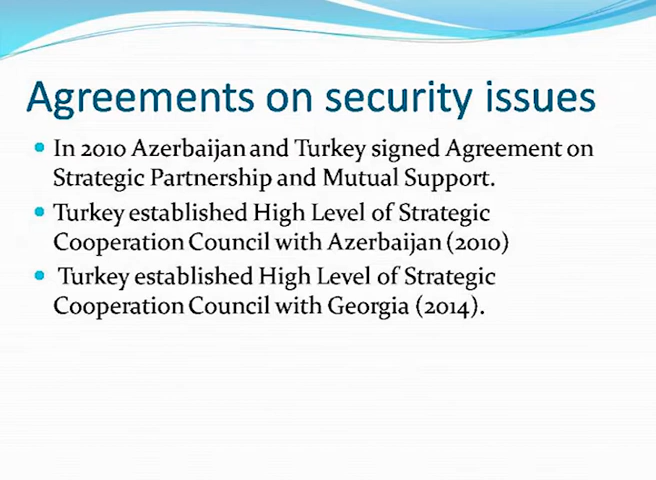 Agreements on security issues
In 2010 Azerbaijan and Turkey signed Agreement on
Strategic Partnership and Mutual Support.
Turkey established High Level of Strategic
Cooperation Council with Azerbaijan (2010)
Turkey established High Level of Strategic
Cooperation Council with Georgia (2014).